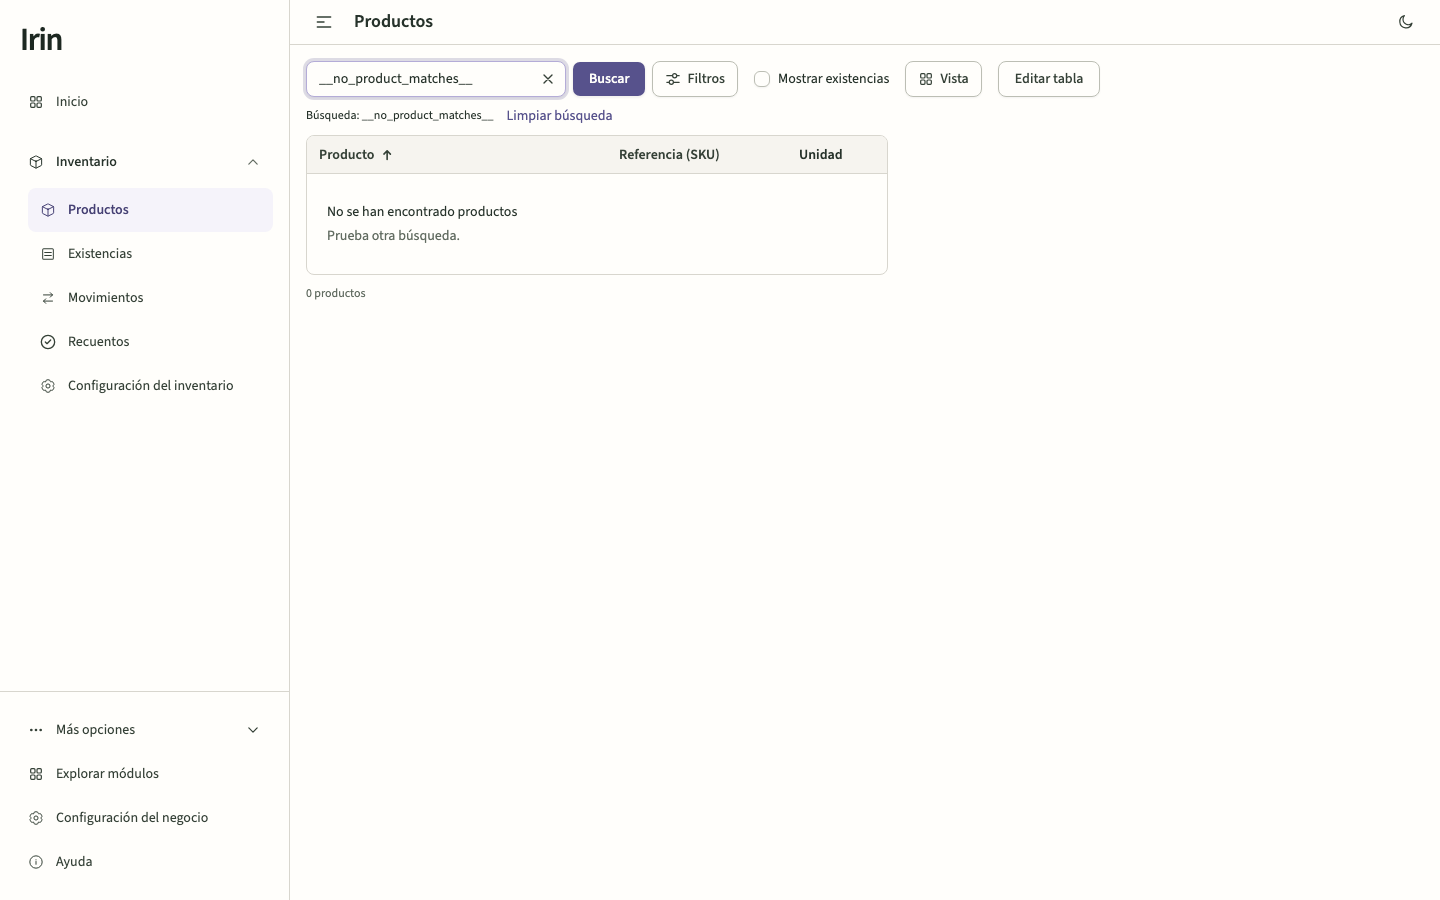 Irin
Inicio
Inventario
Productos
Existencias
Movimientos
Recuentos
Configuración del inventario
Más opciones
Explorar módulos
Configuración del negocio
Ayuda
Productos
__no_product_matches__
Buscar
Filtros
Mostrar existencias
Vista
Editar tabla
Búsqueda: __no_product_matches__ Limpiar búsqueda
Producto Referencia (SKU) Unidad
No se han encontrado productos
Prueba otra búsqueda.
0 productos